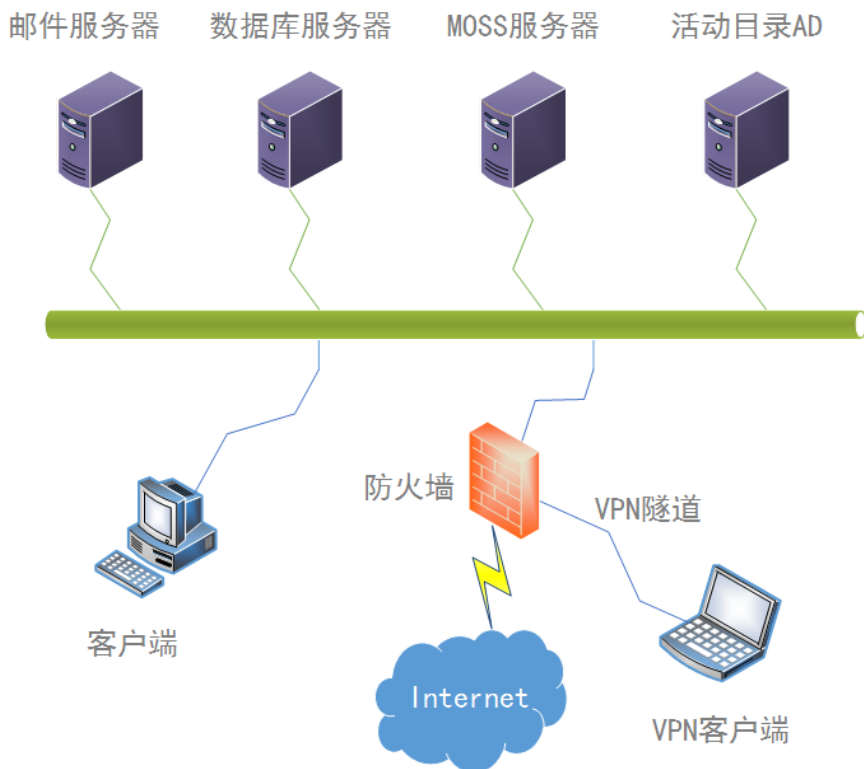 邮件服务器
数据库服务器
MOSS服务器
活动目录AD
防火墙
VPN隧道
客户端
Internet
VPN客户端